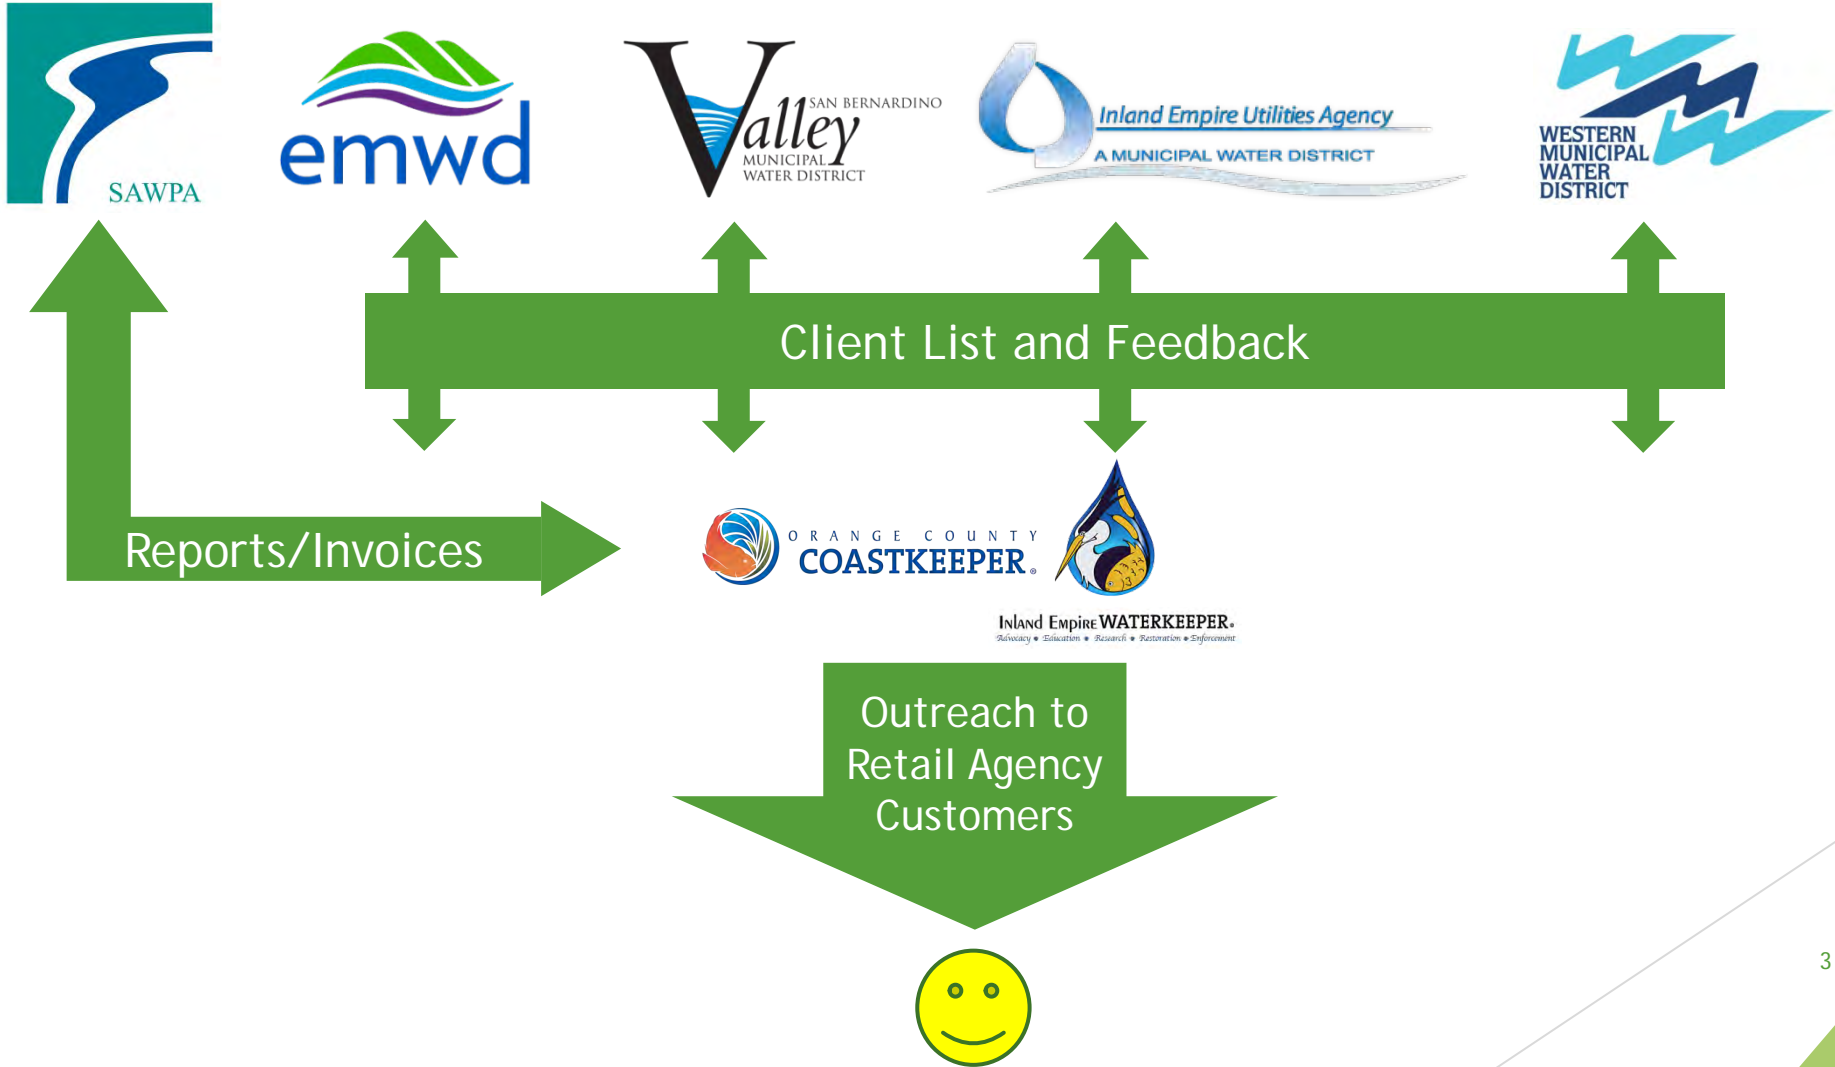 SAWPA
emwd
Valley
SAN BERNARDINO
MUNICIPAL
WATER DISTRICT
Inland Empire Utilities Agency
A MUNICIPAL WATER DISTRICT
WESTERN
MUNICIPAL
WATER
DISTRICT
Client List and Feedback
Reports/Invoices
ORANGE COUNTY
COASTKEEPER®
INLAND EMPIRE WATERKEEPER®
Advocacy • Education • Research • Restoration • Enforcement
Outreach to
Retail Agency
Customers
3